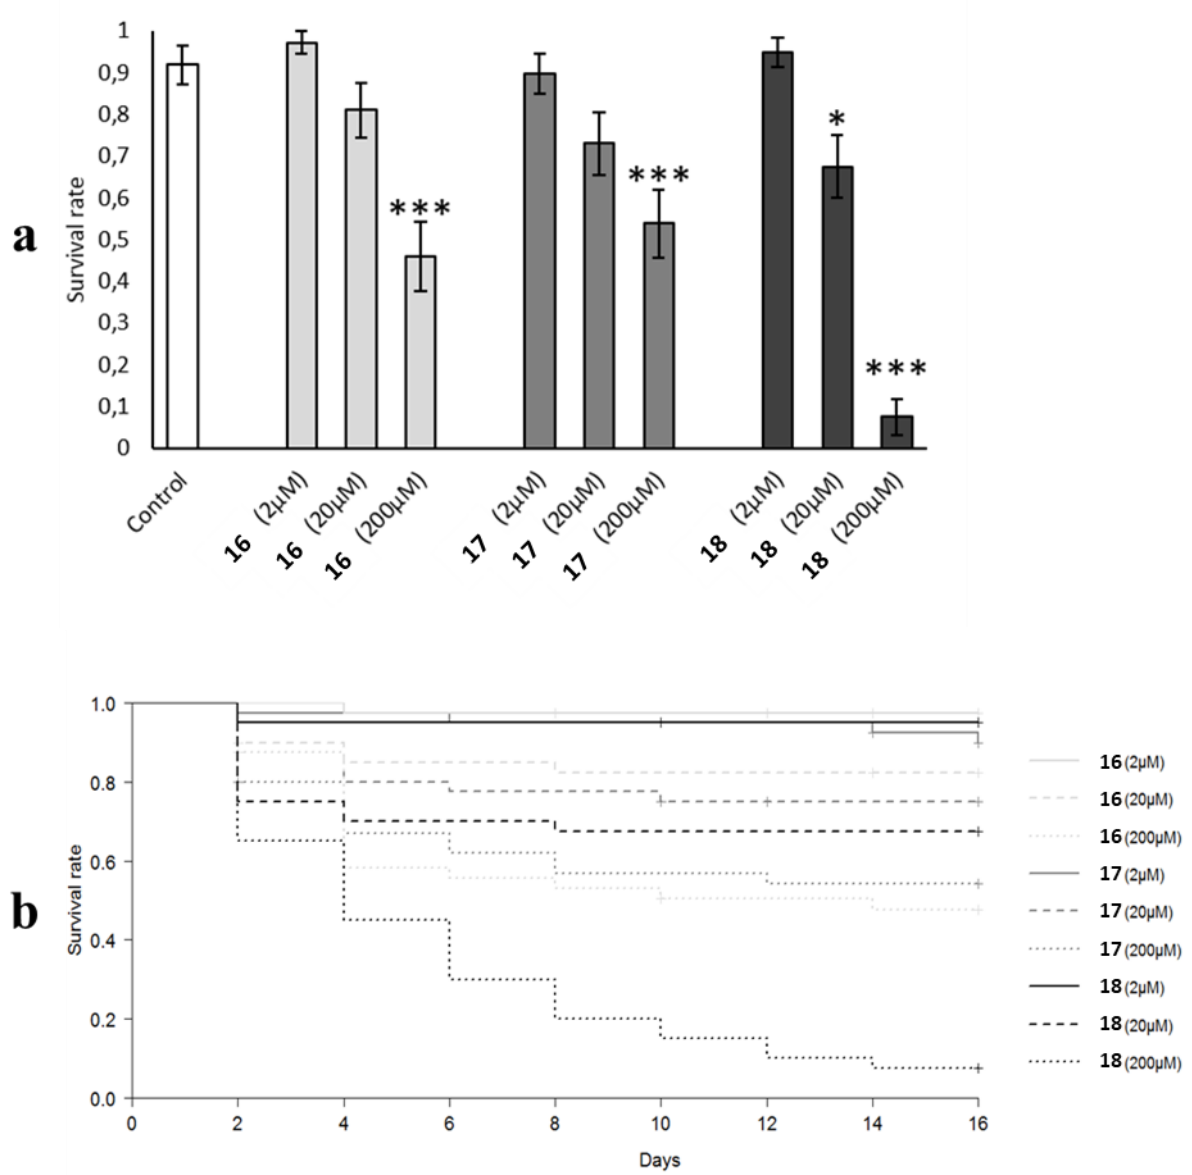 a
Survival rate
1
0,9
0,8
0,7
0,6
0,5
0,4
0,3
0,2
0,1
0
***
***
*
***
Control
16 (2µM)
16 (20µM)
16 (200µM)
17 (2µM)
17 (20µM)
17 (200µM)
18 (2µM)
18 (20µM)
18 (200µM)
b
Survival rate
1.0
0.8
0.6
0.4
0.2
0.0
0 2 4 6 8 10 12 14 16
Days
16 (2µM)
16 (20µM)
16 (200µM)
17 (2µM)
17 (20µM)
17 (200µM)
18 (2µM)
18 (20µM)
18 (200µM)